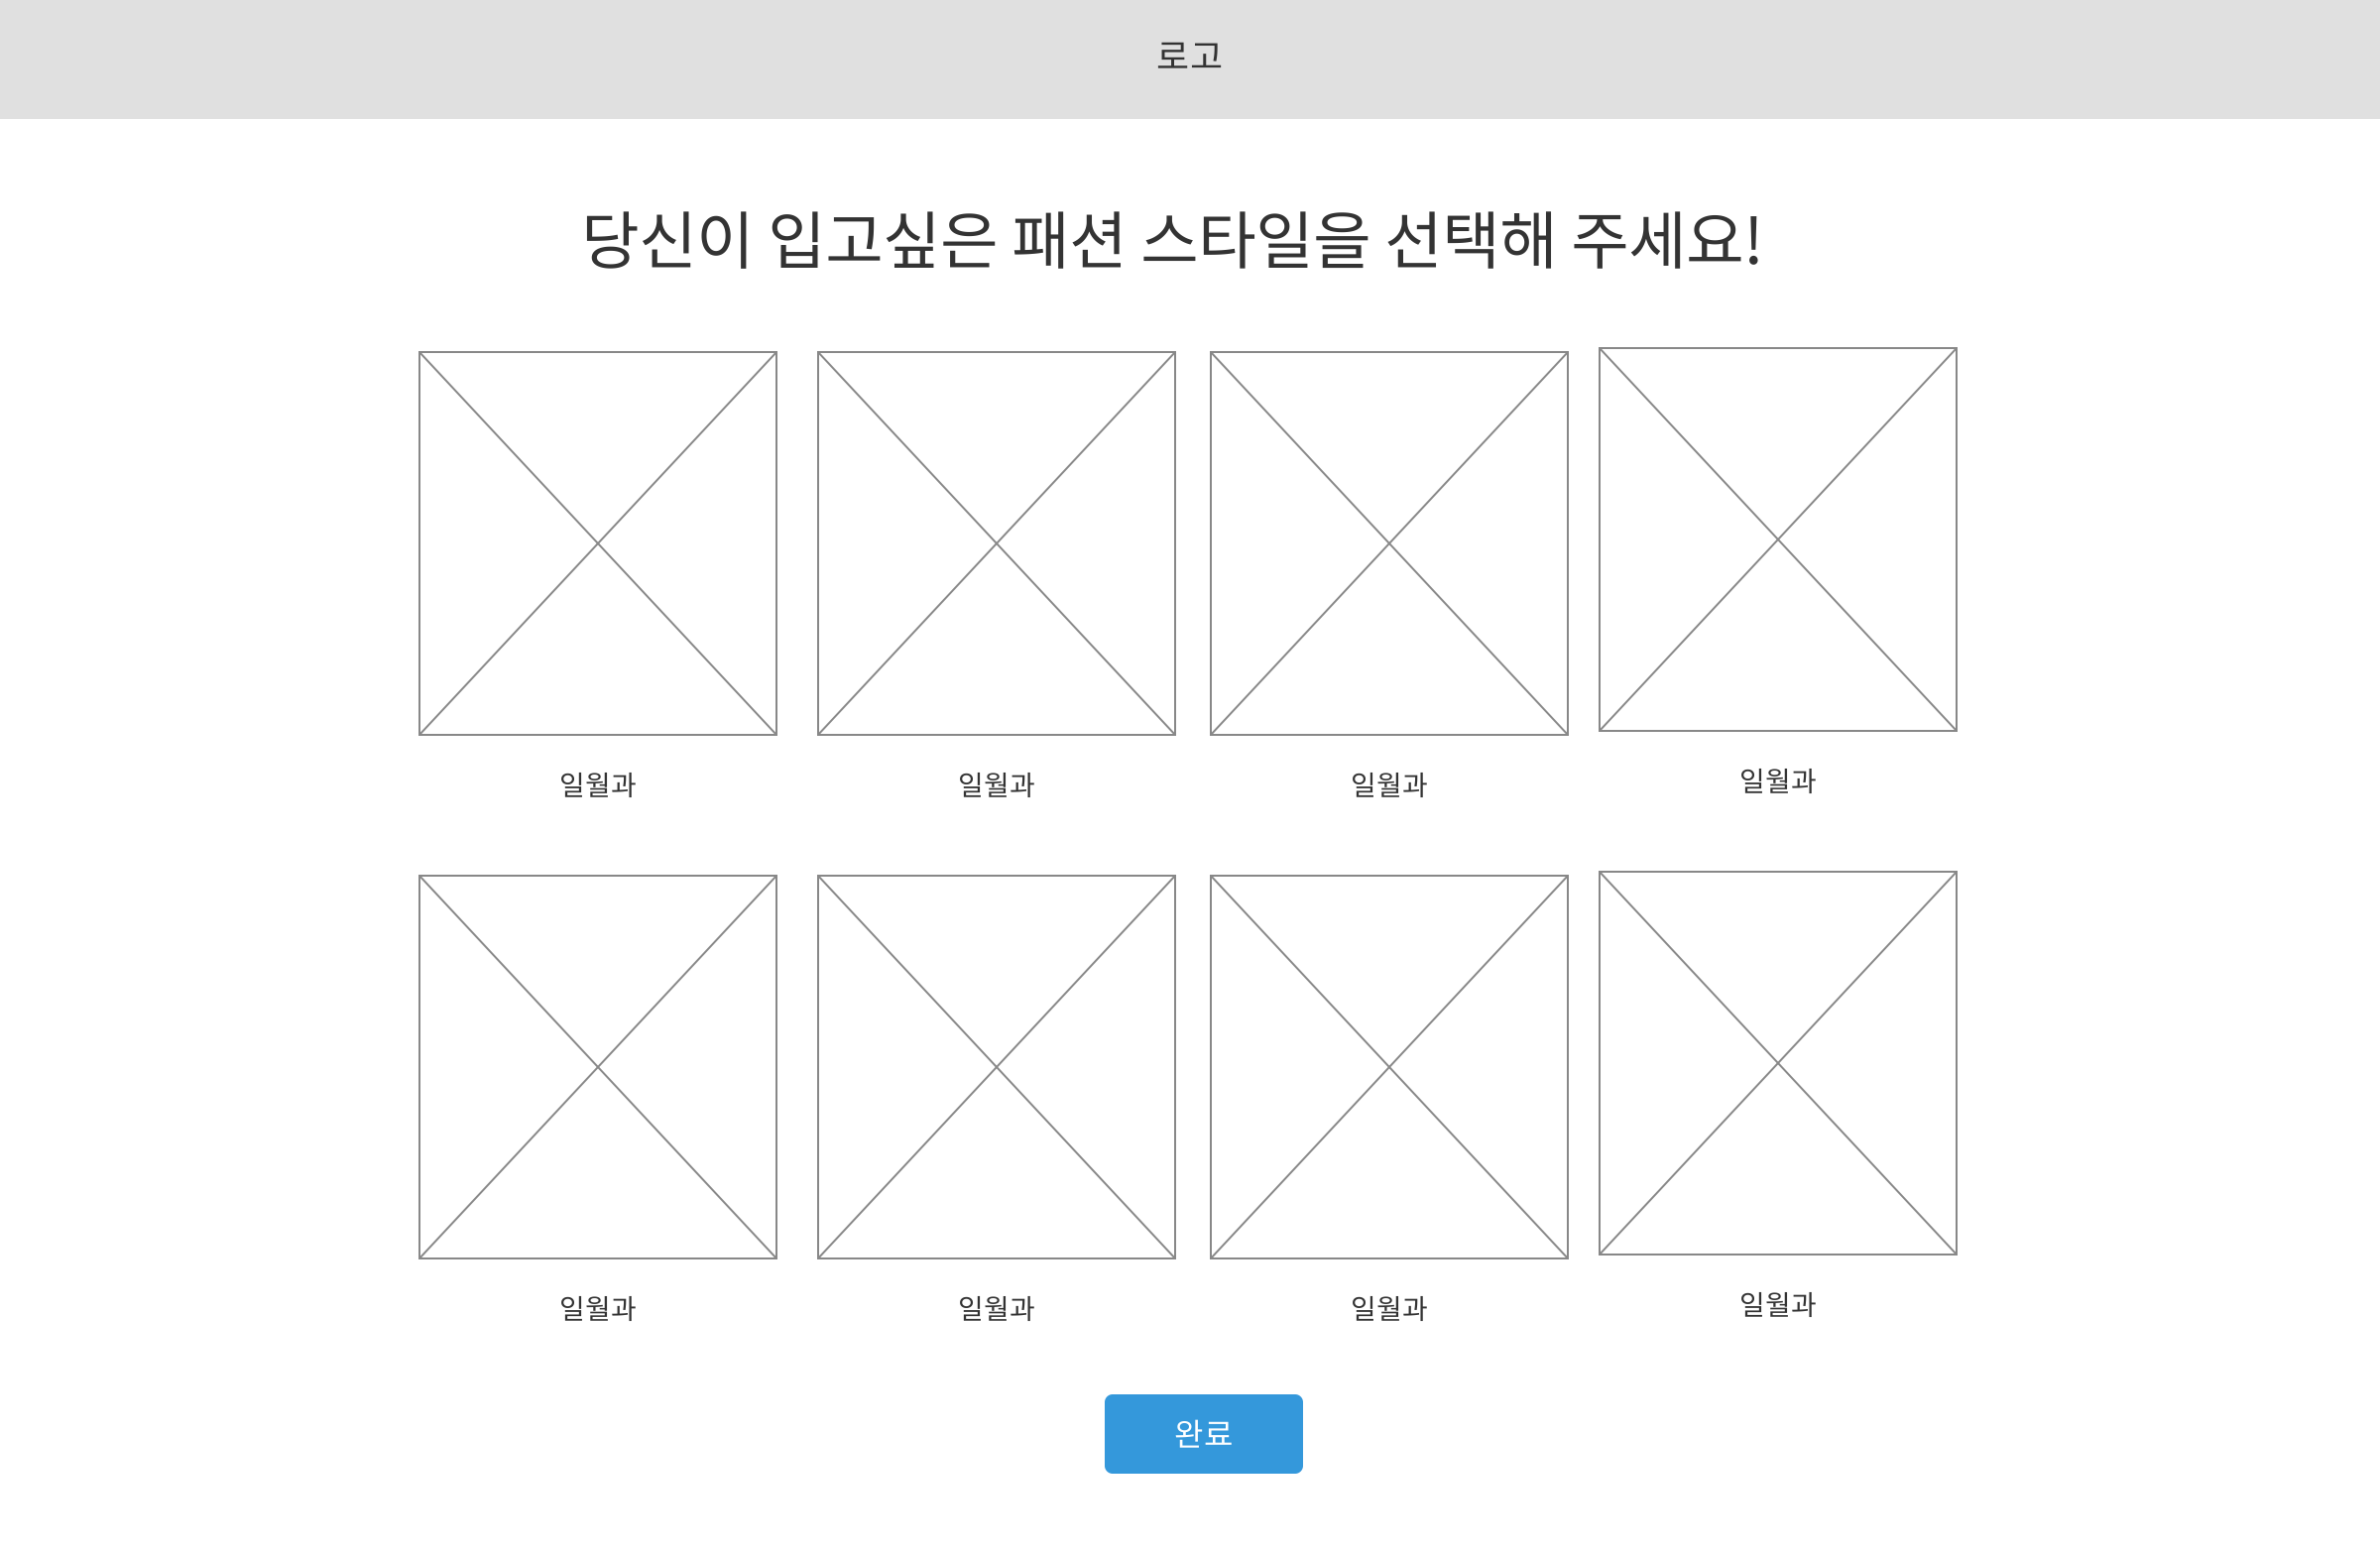 로고
당신이 입고싶은 패션 스타일을 선택해 주세요!
일월과 일월과 일월과 일월과
일월과 일월과 일월과 일월과
완료